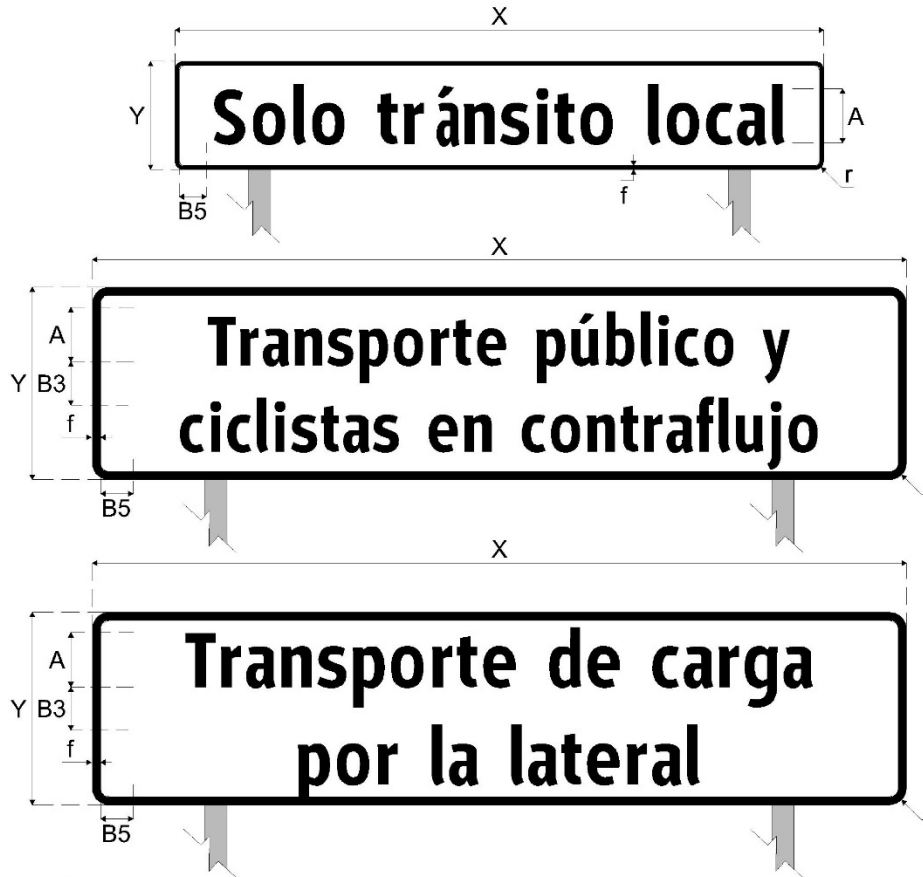 X
Y
Solo tránsito local
A
B5
f
r
X
A
Y B3
f
Transporte público y
ciclistas en contraflujo
B5
X
A
Y B3
f
Transporte de carga
por la lateral
B5